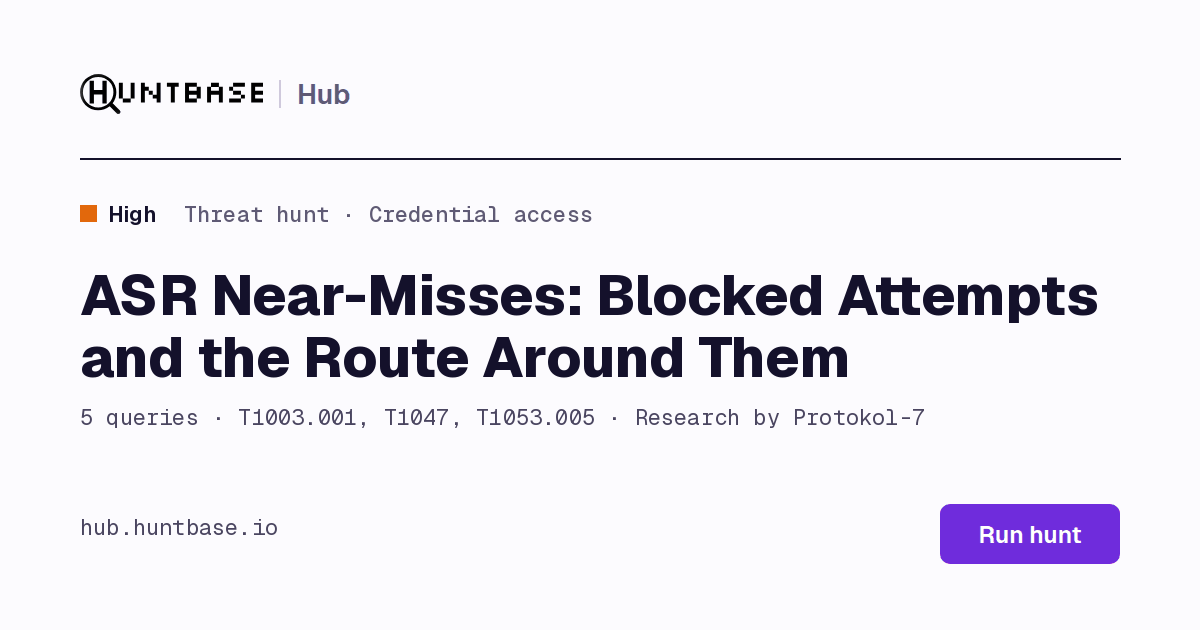 HUNTBASE | Hub
High Threat hunt · Credential access
ASR Near-Misses: Blocked Attempts
and the Route Around Them
5 queries · T1003.001, T1047, T1053.005 · Research by Protokol-7
hub.huntbase.io
Run hunt